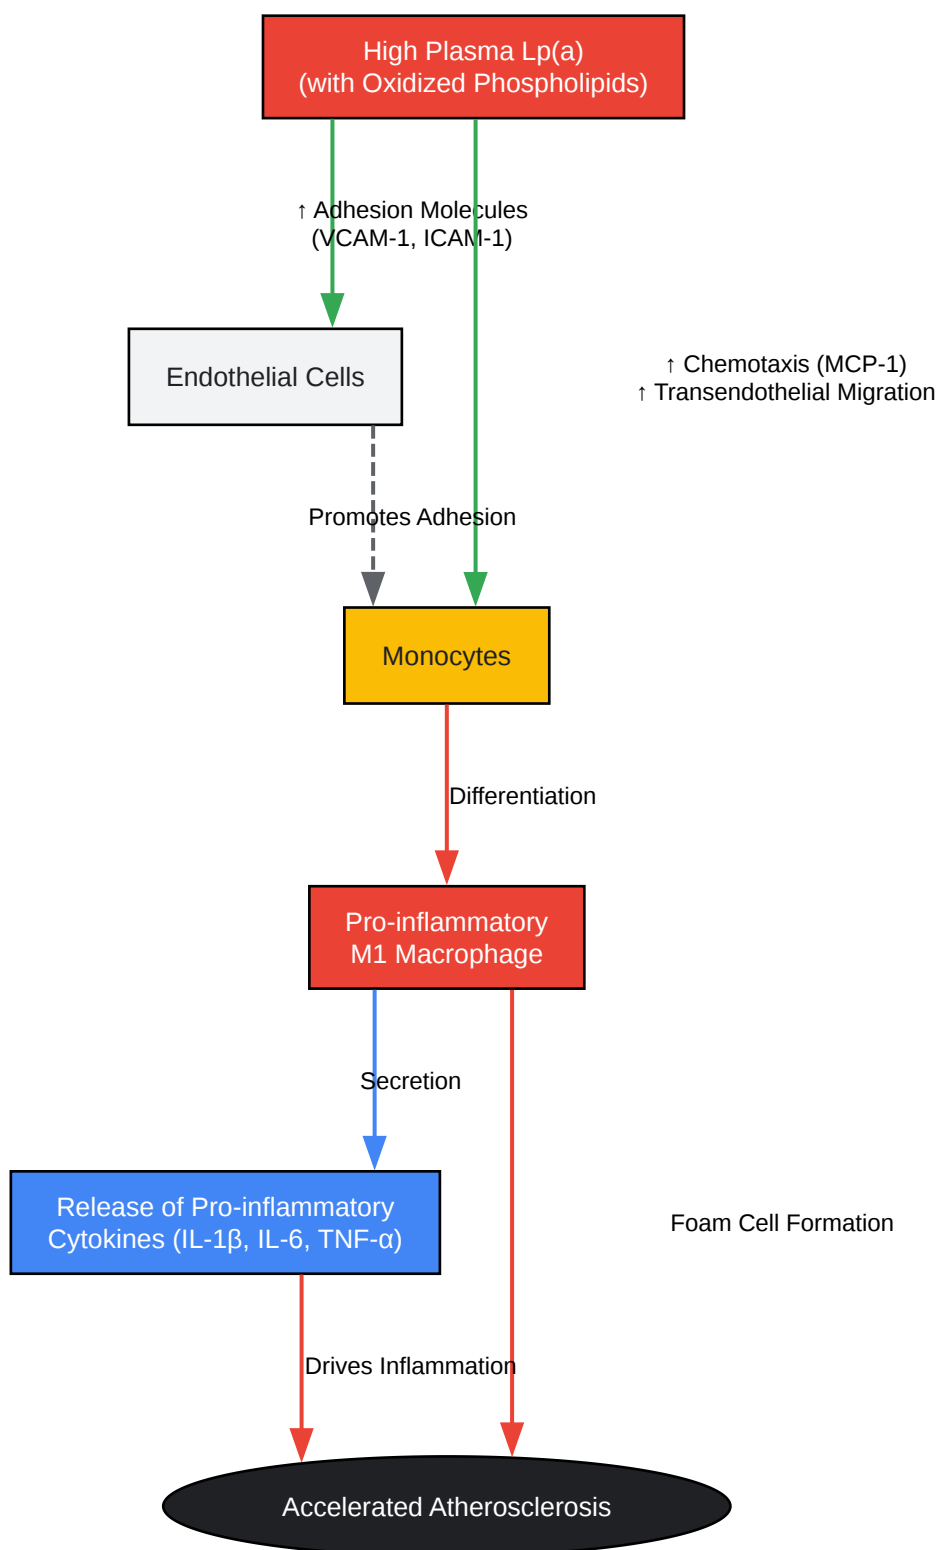 High Plasma Lp(a)
(with Oxidized Phospholipids)
↑ Adhesion Molecules
(VCAM-1, ICAM-1)
Endothelial Cells
↑ Chemotaxis (MCP-1)
↑ Transendothelial Migration
Promotes Adhesion
Monocytes
Differentiation
Pro-inflammatory
M1 Macrophage
Secretion
Release of Pro-inflammatory
Cytokines (IL-1β, IL-6, TNF-α)
Foam Cell Formation
Drives Inflammation
Accelerated Atherosclerosis